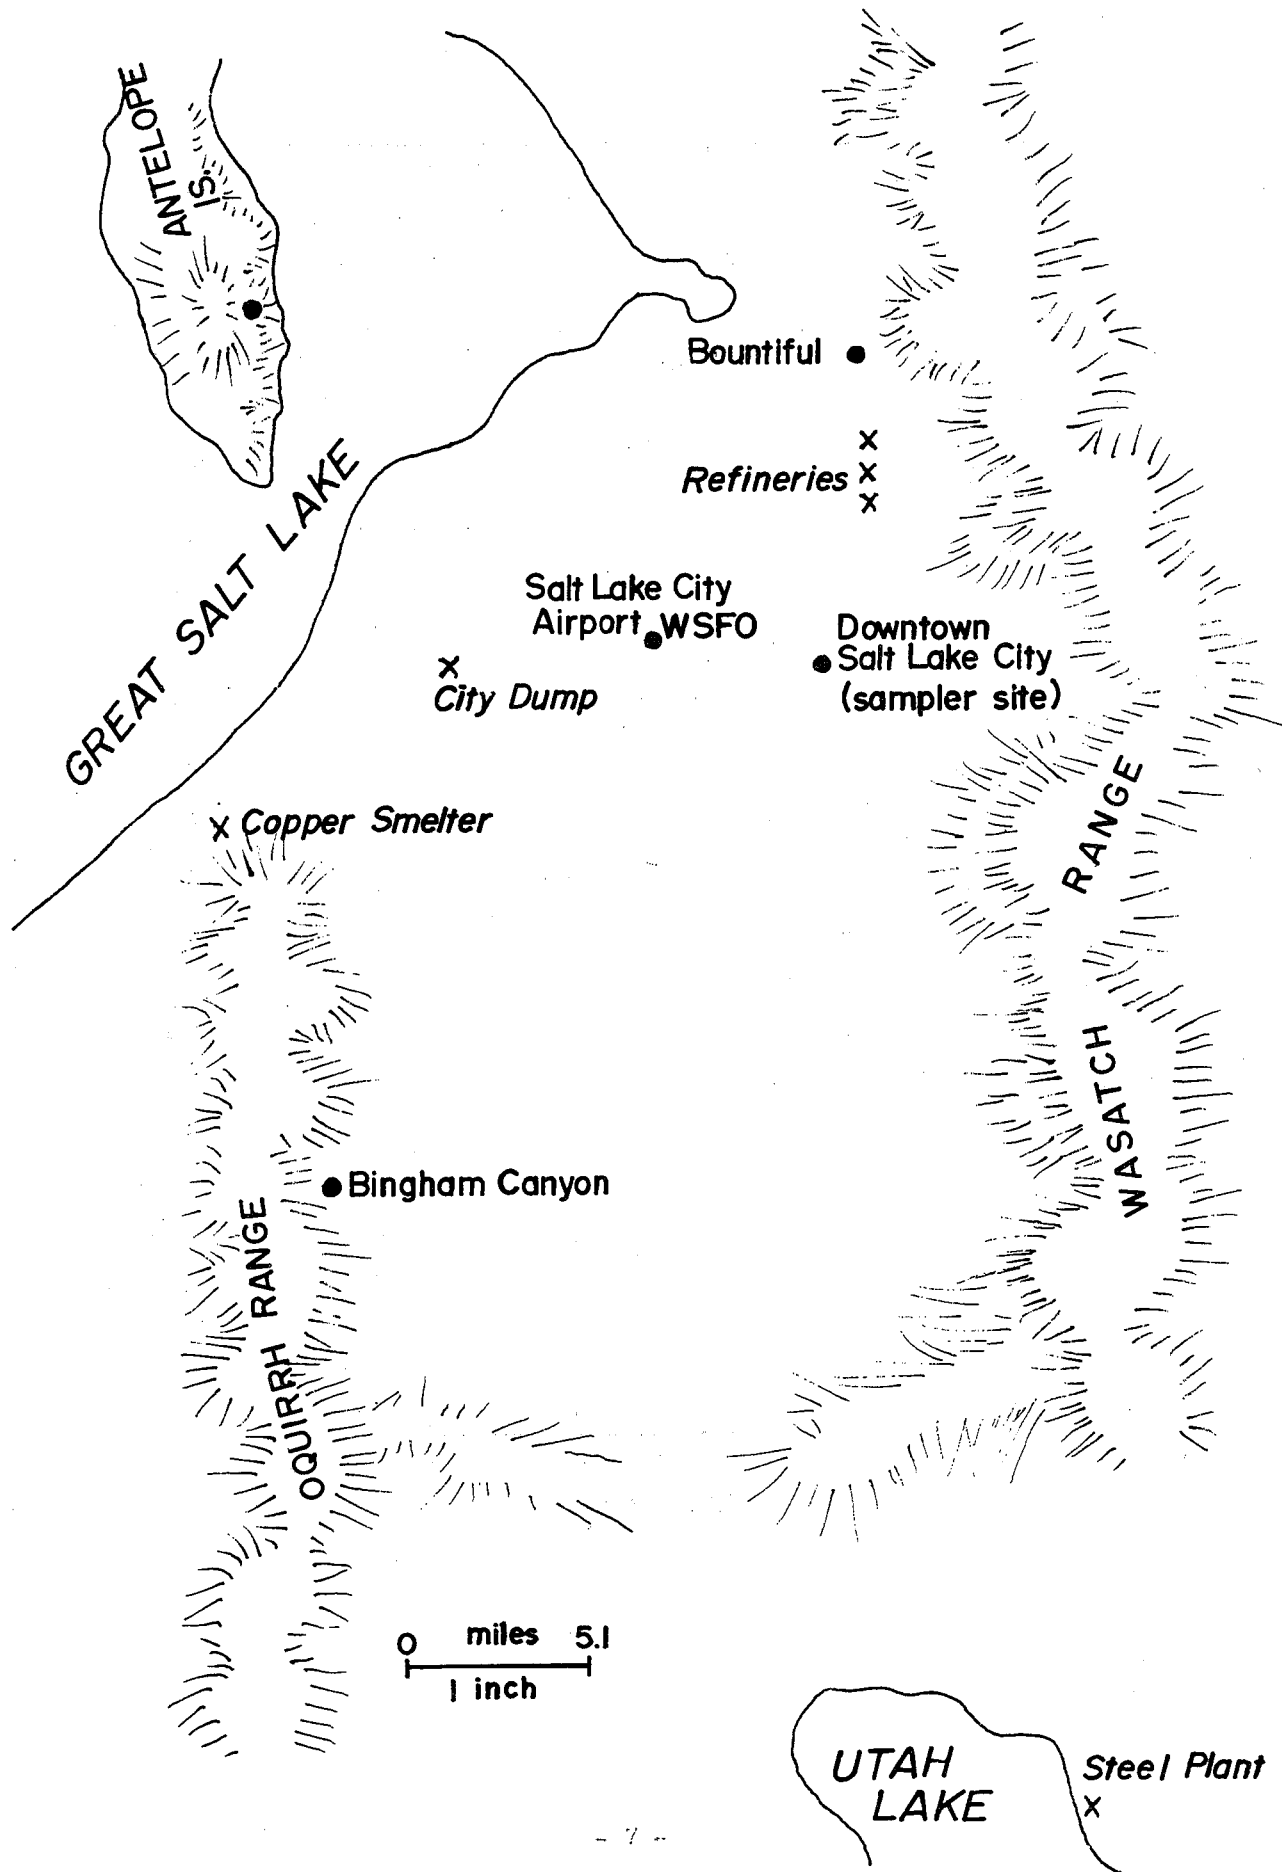 ANTELOPE
IS.
GREAT SALT LAKE
Bountiful
Refineries
Salt Lake City
Airport WSFO
Downtown
Salt Lake City
(sampler site)
City Dump
Copper Smelter
WASATCH RANGE
Bingham Canyon
OQUIRRH RANGE
0 miles 5.1
1 inch
UTAH
LAKE
Steel Plant
- 7 -